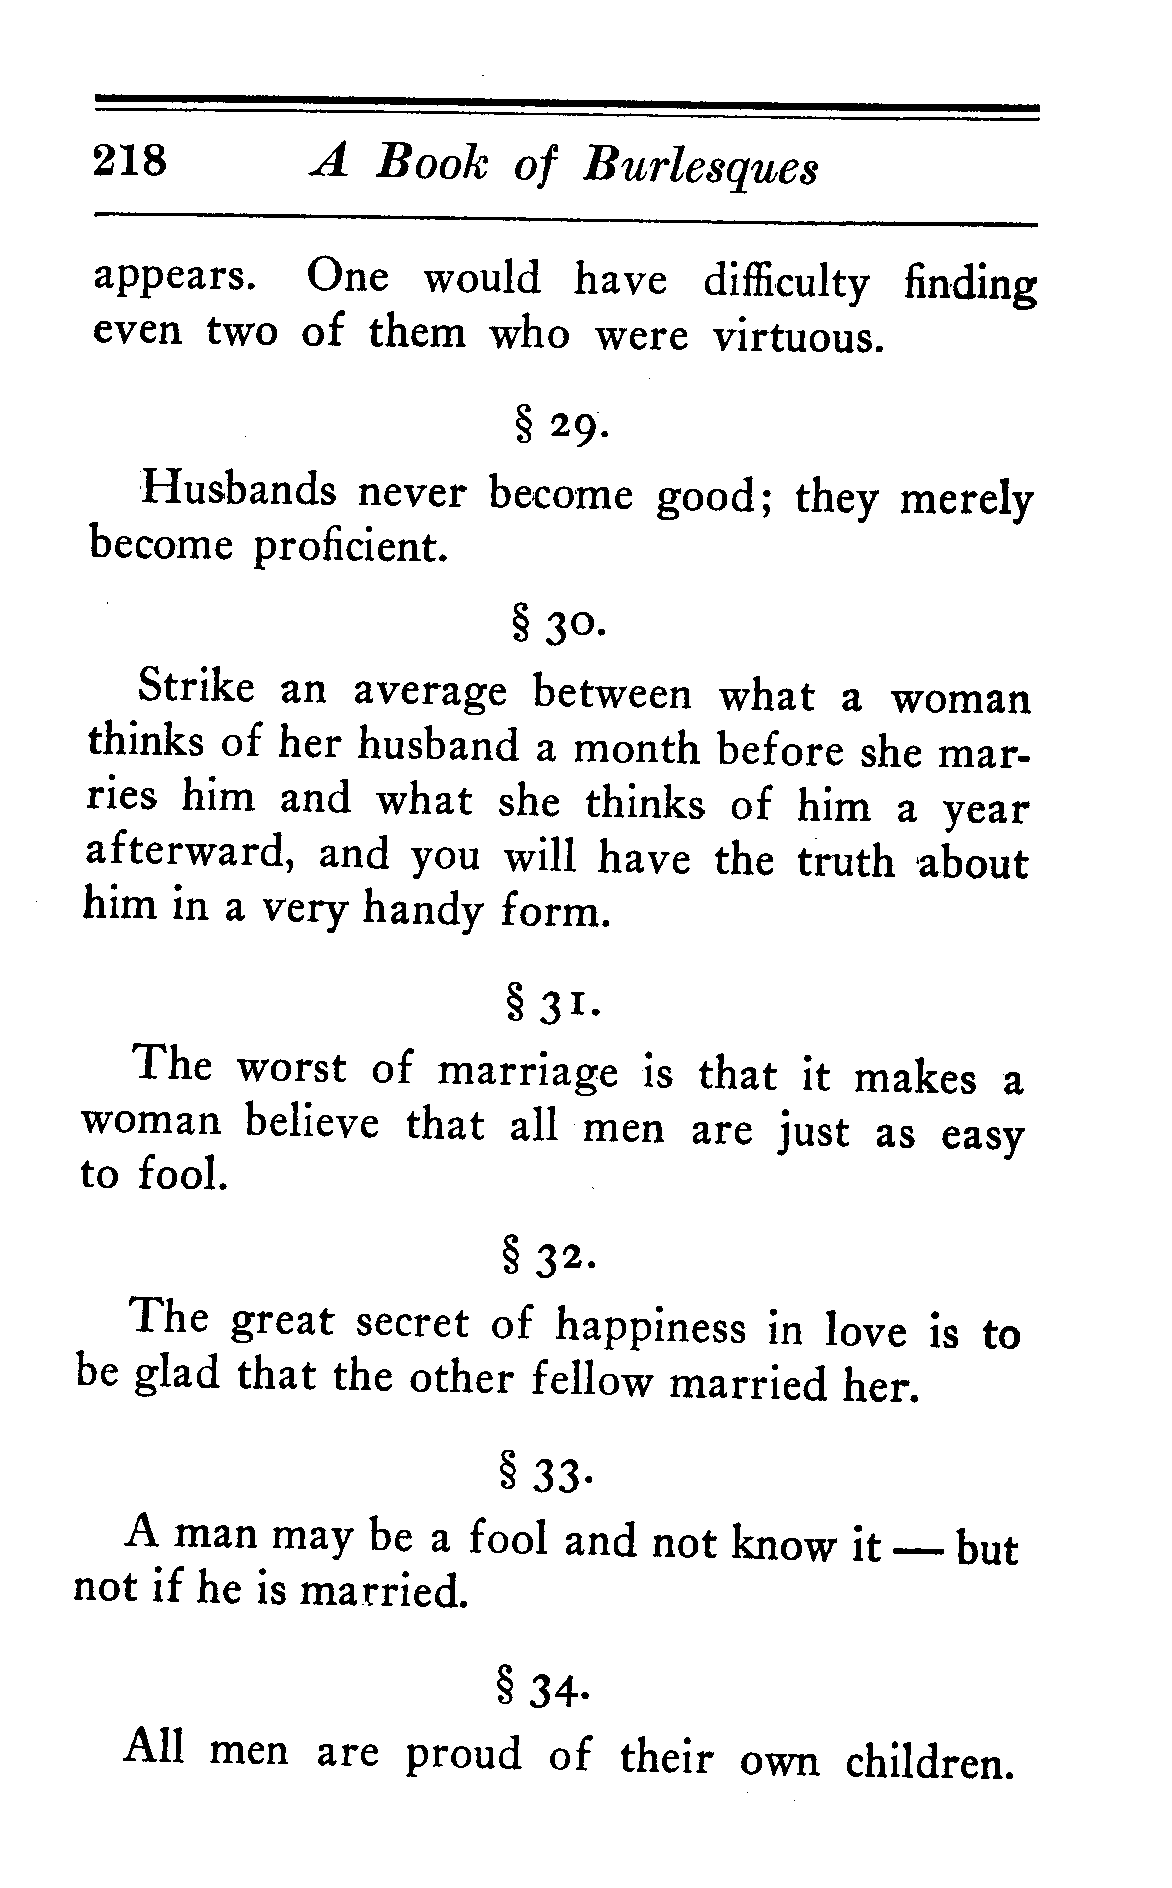 218 A Book of Burlesques
appears. One would have difficulty finding
even two of them who were virtuous.
§ 29.
Husbands never become good; they merely
become proficient.
§ 30.
Strike an average between what a woman
thinks of her husband a month before she mar-
ries him and what she thinks of him a year
afterward, and you will have the truth about
him in a very handy form.
§ 31.
The worst of marriage is that it makes a
woman believe that all men are just as easy
to fool.
§ 32.
The great secret of happiness in love is to
be glad that the other fellow married her.
§ 33.
A man may be a fool and not know it — but
not if he is married.
§ 34.
All men are proud of their own children.